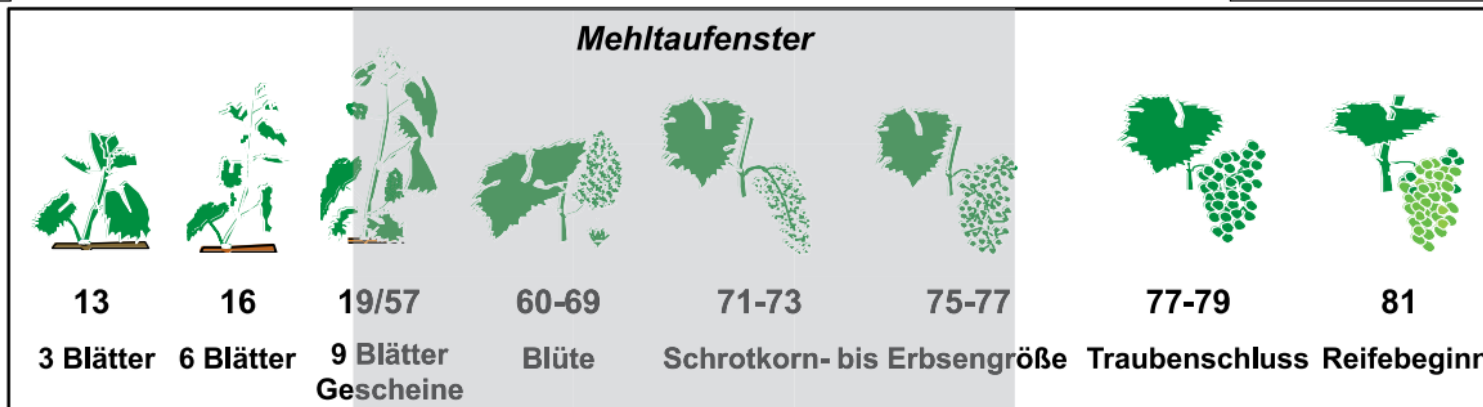 Mehltaufenster
13 16 19/57 60-69 71-73 75-77 77-79 81
3 Blätter 6 Blätter 9 Blätter Blüte Schrotkorn- bis Erbsengröße Traubenschluss Reifebeginn
Gescheine